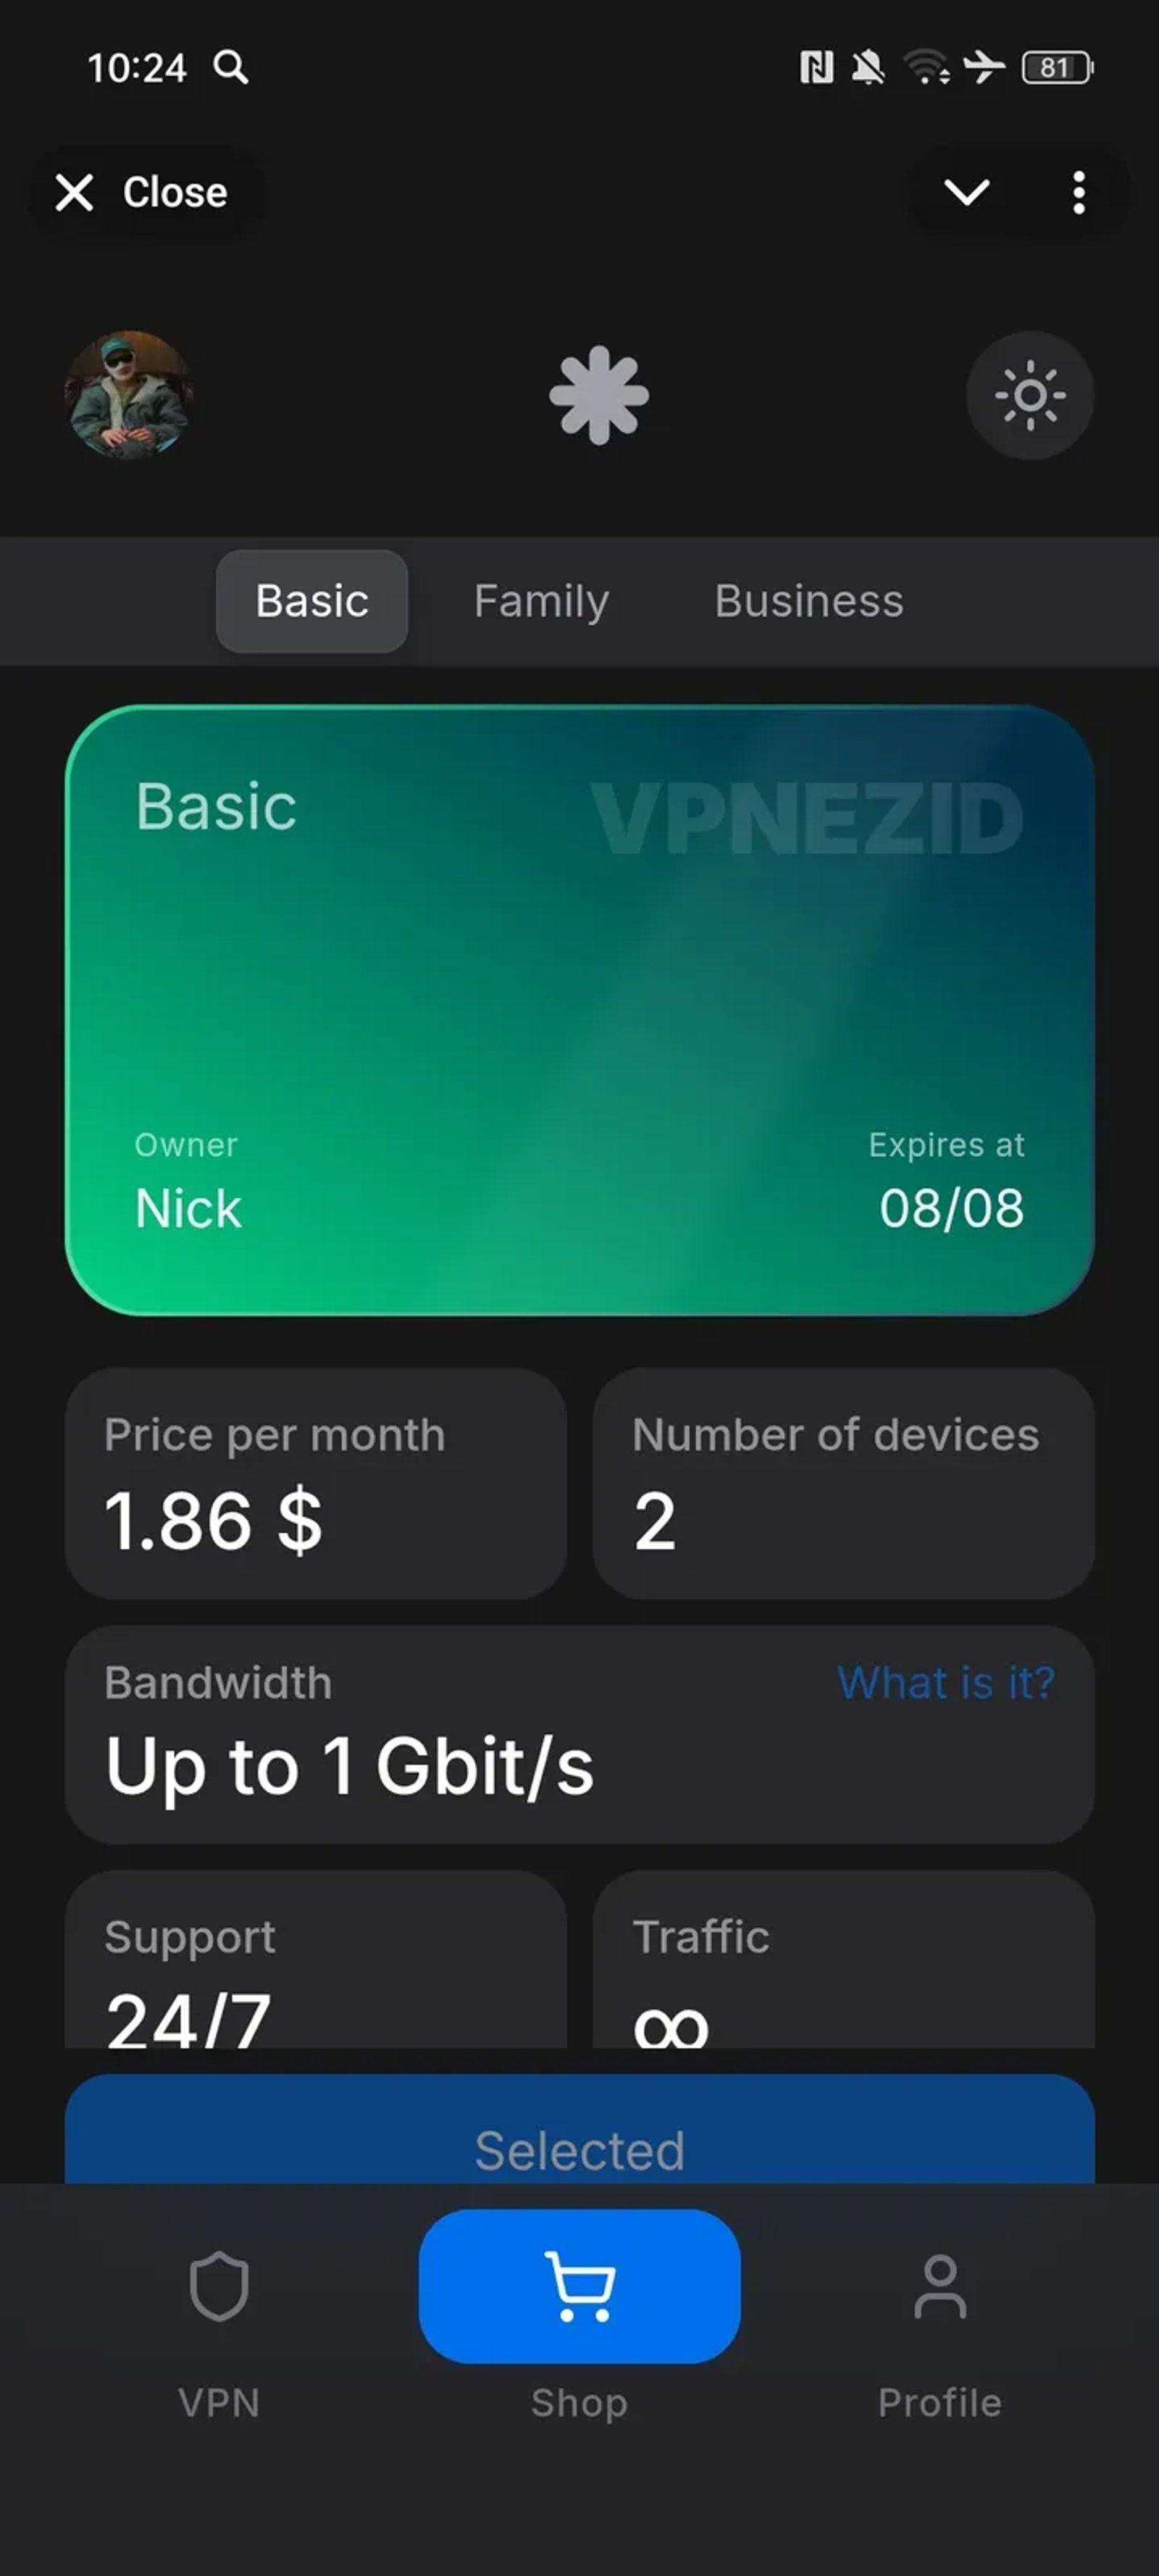 10:24
81
Close
Basic
Family
Business
Basic
VPNEZID
Owner
Expires at
Nick
08/08
Price per month
Number of devices
1.86 $
2
Bandwidth
What is it?
Up to 1 Gbit/s
Support
Traffic
24/7
∞
Selected
VPN
Shop
Profile